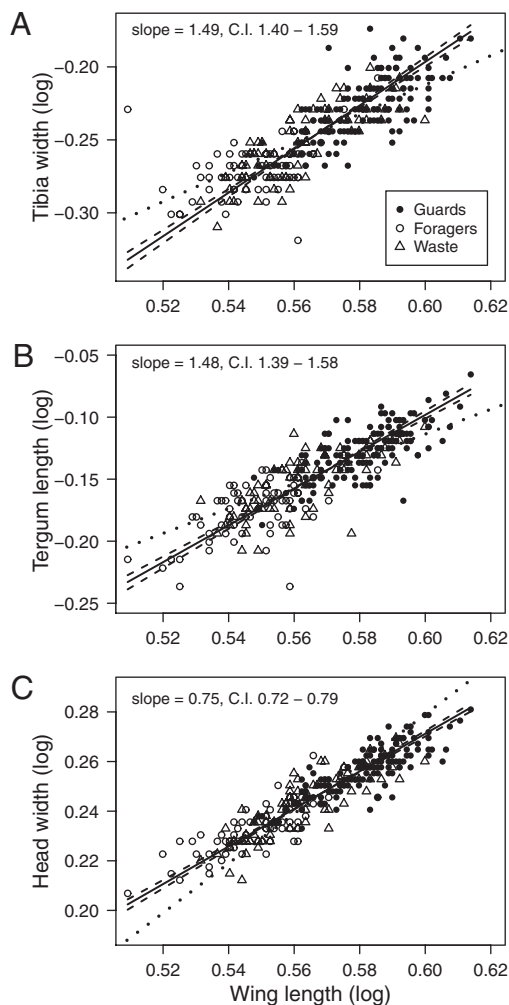 A
slope = 1.49, C.I. 1.40 – 1.59
Tibia width (log)
−0.20
−0.25
−0.30
Guards
Foragers
Waste
0.52 0.54 0.56 0.58 0.60 0.62
B
slope = 1.48, C.I. 1.39 – 1.58
Tergum length (log)
−0.05
−0.10
−0.15
−0.20
−0.25
0.52 0.54 0.56 0.58 0.60 0.62
C
slope = 0.75, C.I. 0.72 – 0.79
Head width (log)
0.28
0.26
0.24
0.22
0.20
0.52 0.54 0.56 0.58 0.60 0.62
Wing length (log)